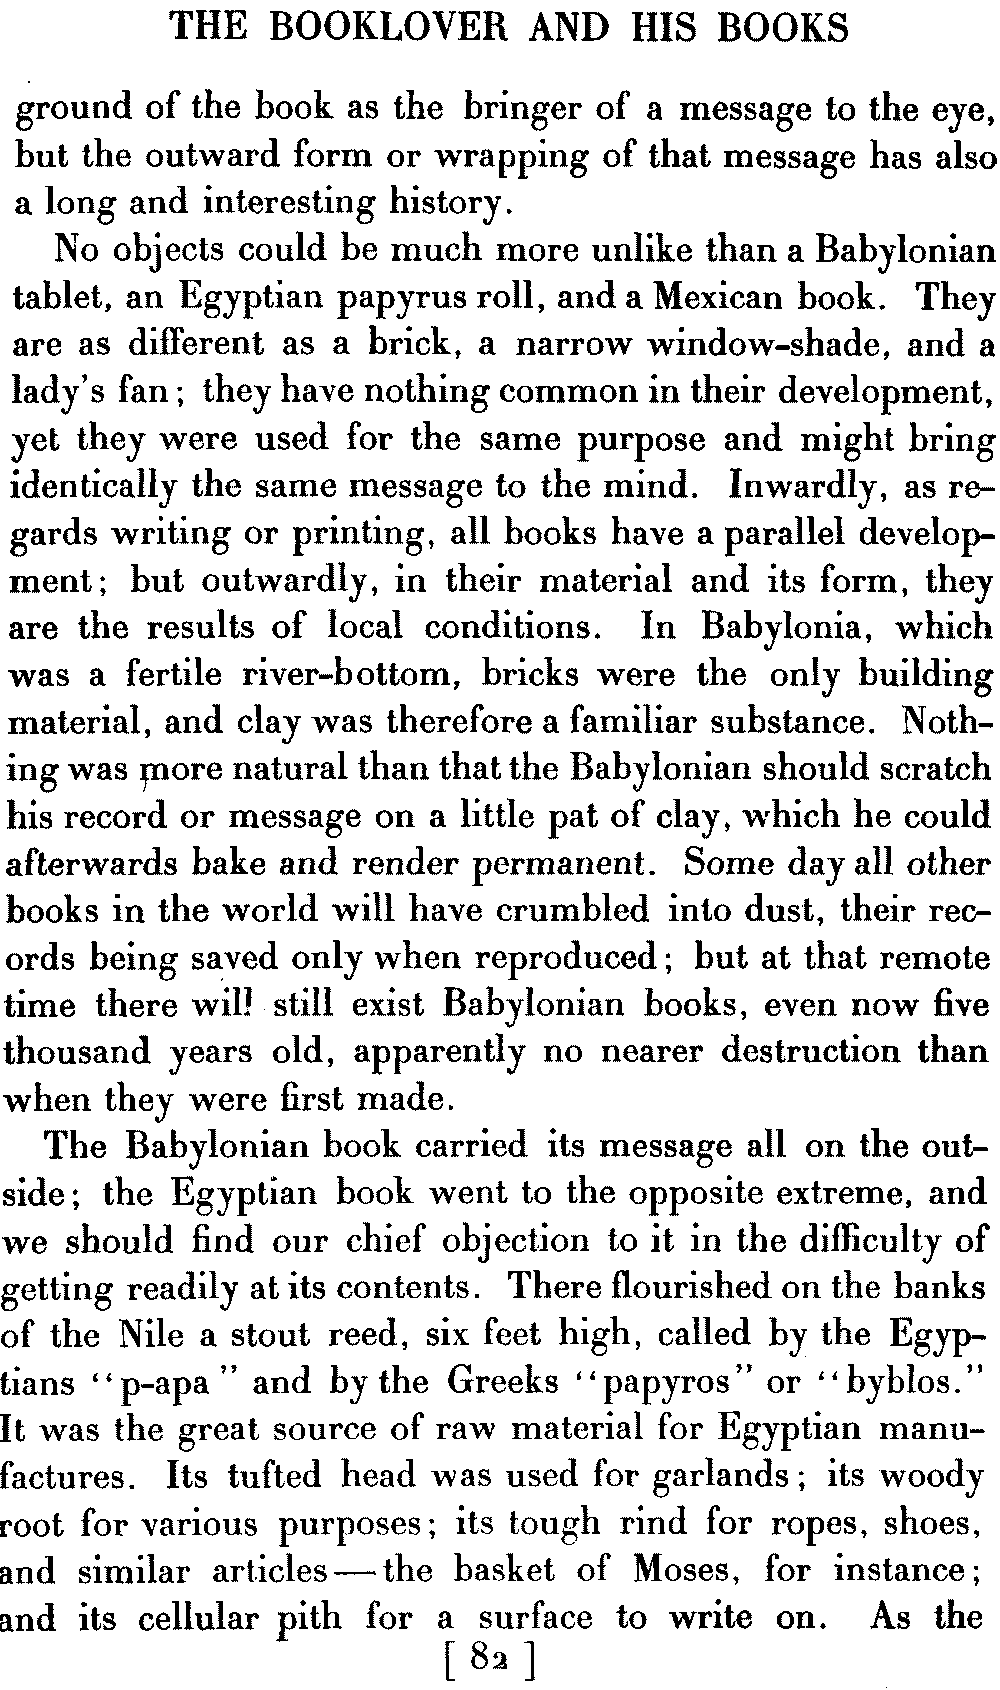 THE BOOKLOVER AND HIS BOOKS
ground of the book as the bringer of a message to the eye,
but the outward form or wrapping of that message has also
a long and interesting history.
No objects could be much more unlike than a Babylonian
tablet, an Egyptian papyrus roll, and a Mexican book. They
are as different as a brick, a narrow window-shade, and a
lady's fan; they have nothing common in their development,
yet they were used for the same purpose and might bring
identically the same message to the mind. Inwardly, as re-
gards writing or printing, all books have a parallel develop-
ment; but outwardly, in their material and its form, they
are the results of local conditions. In Babylonia, which
was a fertile river-bottom, bricks were the only building
material, and clay was therefore a familiar substance. Noth-
ing was more natural than that the Babylonian should scratch
his record or message on a little pat of clay, which he could
afterwards bake and render permanent. Some day all other
books in the world will have crumbled into dust, their rec-
ords being saved only when reproduced; but at that remote
time there will still exist Babylonian books, even now five
thousand years old, apparently no nearer destruction than
when they were first made.
The Babylonian book carried its message all on the out-
side; the Egyptian book went to the opposite extreme, and
we should find our chief objection to it in the difficulty of
getting readily at its contents. There flourished on the banks
of the Nile a stout reed, six feet high, called by the Egyp-
tians "p-apa" and by the Greeks "papyros" or "byblos."
It was the great source of raw material for Egyptian manu-
factures. Its tufted head was used for garlands; its woody
root for various purposes; its tough rind for ropes, shoes,
and similar articles—the basket of Moses, for instance;
and its cellular pith for a surface to write on. As the
[ 82 ]